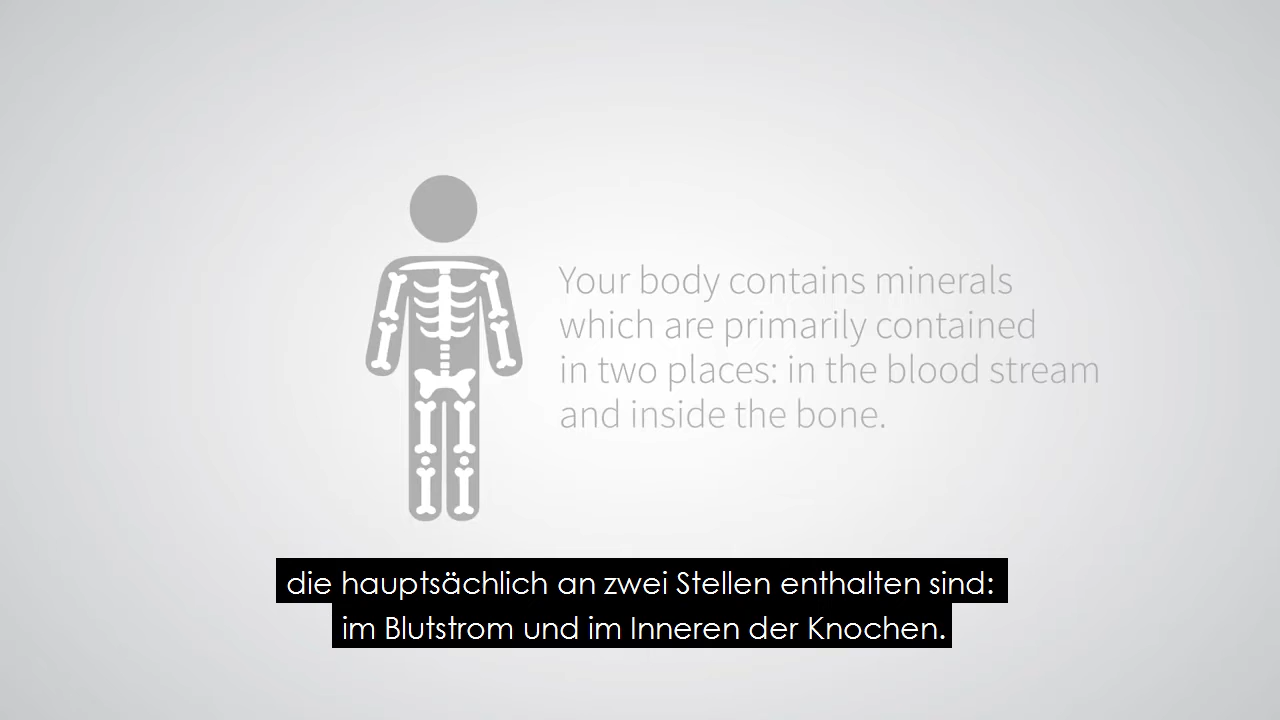 Your body contains minerals
which are primarily contained
in two places: in the blood stream
and inside the bone.
die hauptsächlich an zwei Stellen enthalten sind:
im Blutstrom und im Inneren der Knochen.